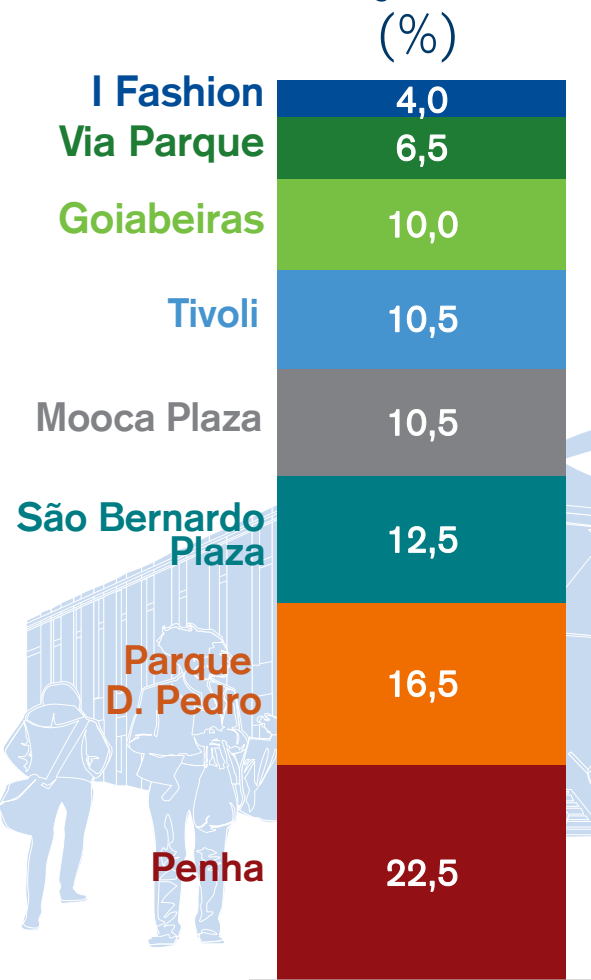 (%)
I Fashion 4,0
Via Parque 6,5
Goiabeiras 10,0
Tivoli 10,5
Mooca Plaza 10,5
São Bernardo
Plaza 12,5
Parque
D. Pedro 16,5
Penha 22,5